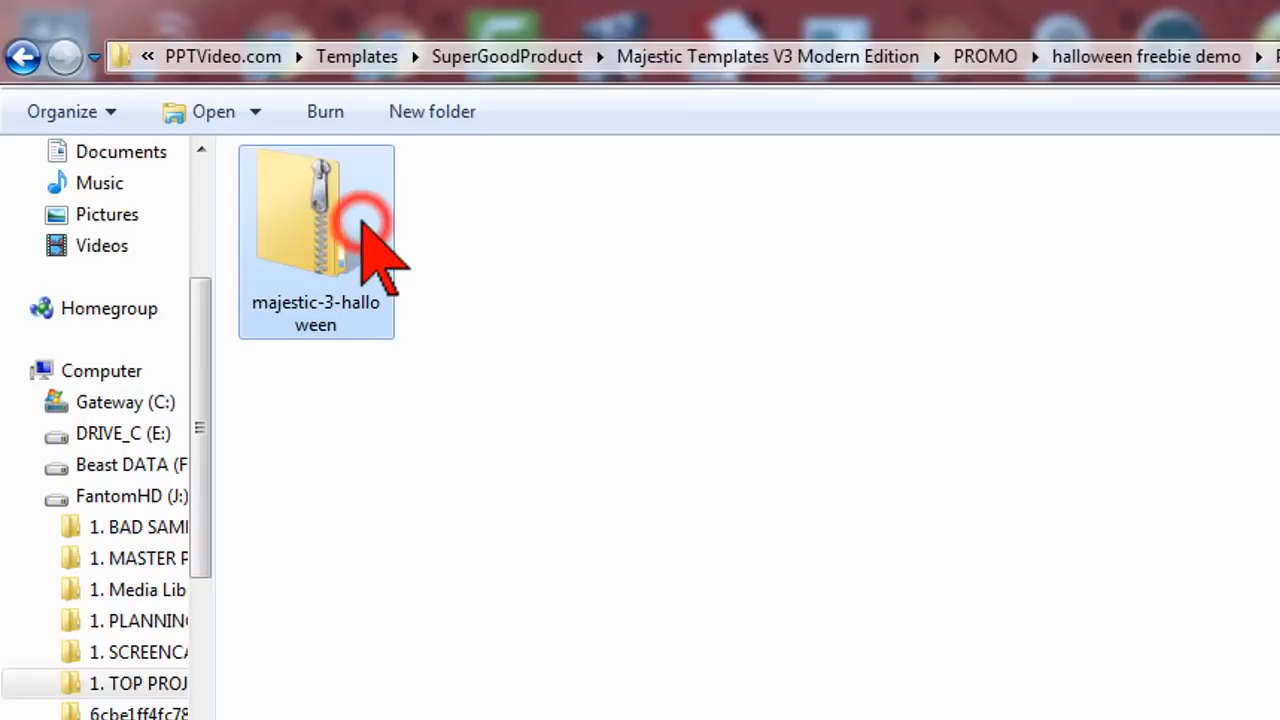 « PPTVideo.com Templates SuperGoodProduct Majestic Templates V3 Modern Edition PROMO halloween freebie demo
Organize Open Burn New folder
Documents
Music
Pictures
Videos
Homegroup
Computer
Gateway (C:)
DRIVE_C (E:)
Beast DATA (F
FantomHD (J:)
1. BAD SAM
1. MASTER P
1. Media Lib
1. PLANNIN
1. SCREENCA
1. TOP PROJ
6cbe1ff4fc78
majestic-3-hallo
ween